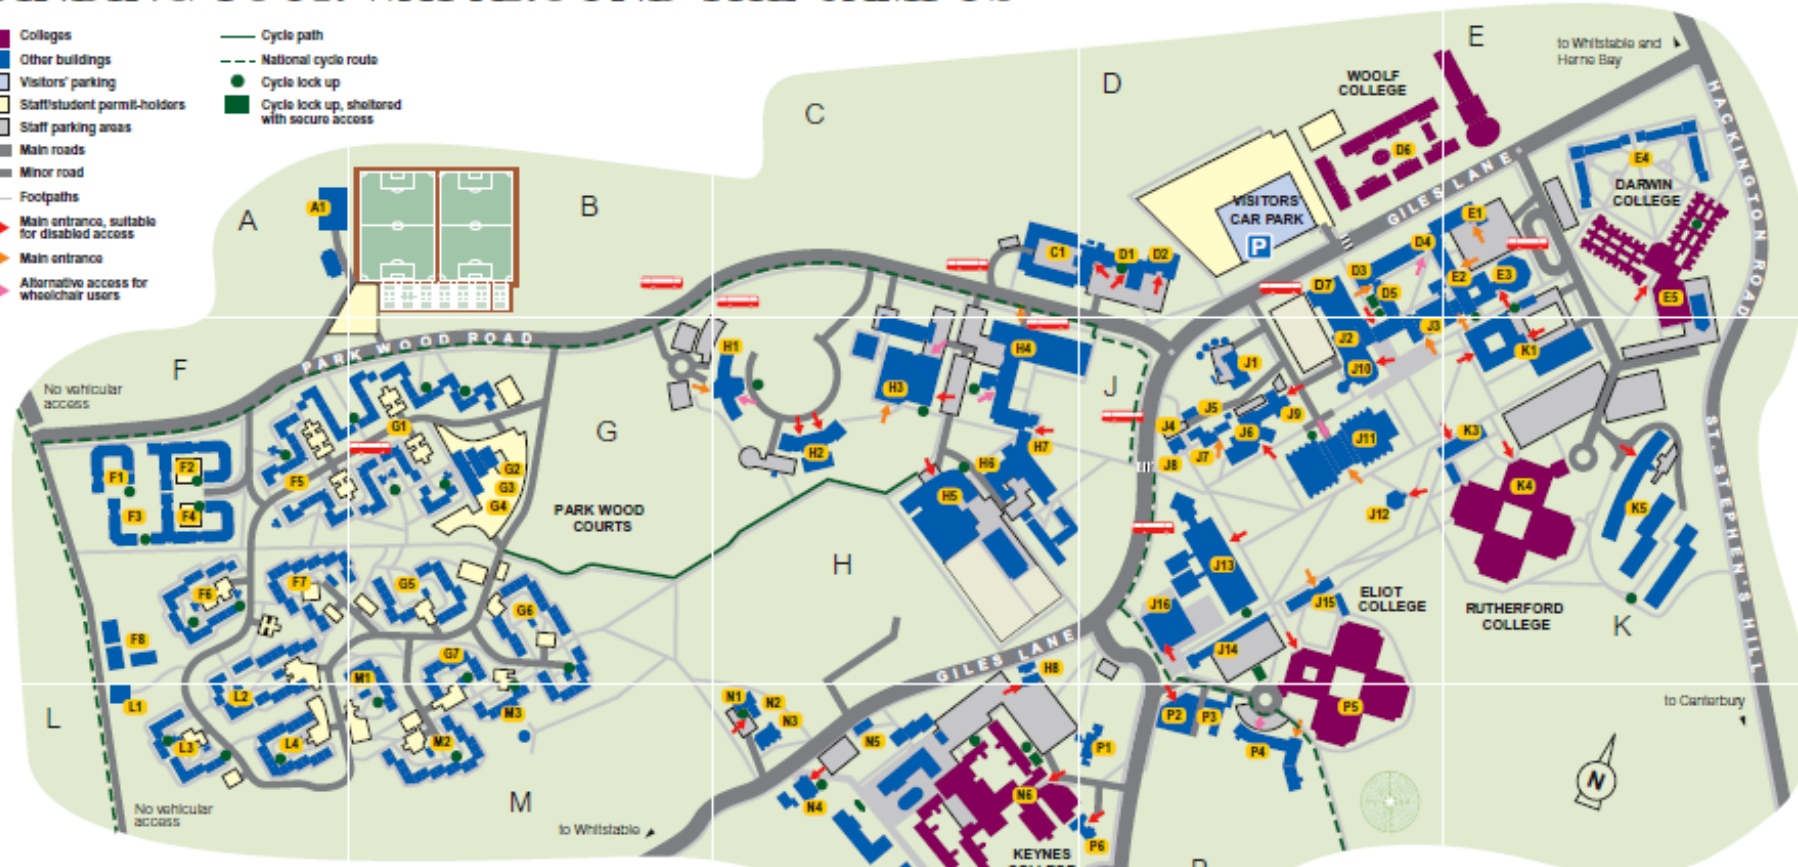 Colleges
Other buildings
Visitors' parking
Staff/student permit-holders
Staff parking areas
Main roads
Minor road
Footpaths
Main entrance, suitable
for disabled access
Main entrance
Alternative access for
wheelchair users
Cycle path
National cycle route
Cycle lock up
Cycle lock up, sheltered
with secure access
A
B
C
D
E
to Whitstable and
Herne Bay
WOOLF
COLLEGE
D6
GILES LANE
HACKINGTON ROAD
E4
DARWIN
COLLEGE
E5
VISITORS'
CAR PARK
P
A1
C1
D1
D2
D3
D4
D5
D7
E1
E2
E3
F
PARK WOOD ROAD
No vehicular
access
G
H1
H2
H3
H4
H5
H6
H7
J
J1
J2
J3
J4
J5
J6
J7
J8
J9
J10
J11
J12
K1
K3
K4
K5
ST. STEPHEN'S HILL
F1
F2
F3
F4
F5
G1
G2
G3
G4
PARK WOOD
COURTS
H
F6
F7
F8
G5
G6
G7
J13
J14
J15
J16
ELIOT
COLLEGE
RUTHERFORD
COLLEGE
K
GILES LANE
H8
L
L1
L2
L3
L4
M1
M2
M3
M
N1
N2
N3
N4
N5
N6
P1
P2
P3
P4
P5
P6
to Canterbury
N
No vehicular
access
to Whitstable
KEYNES